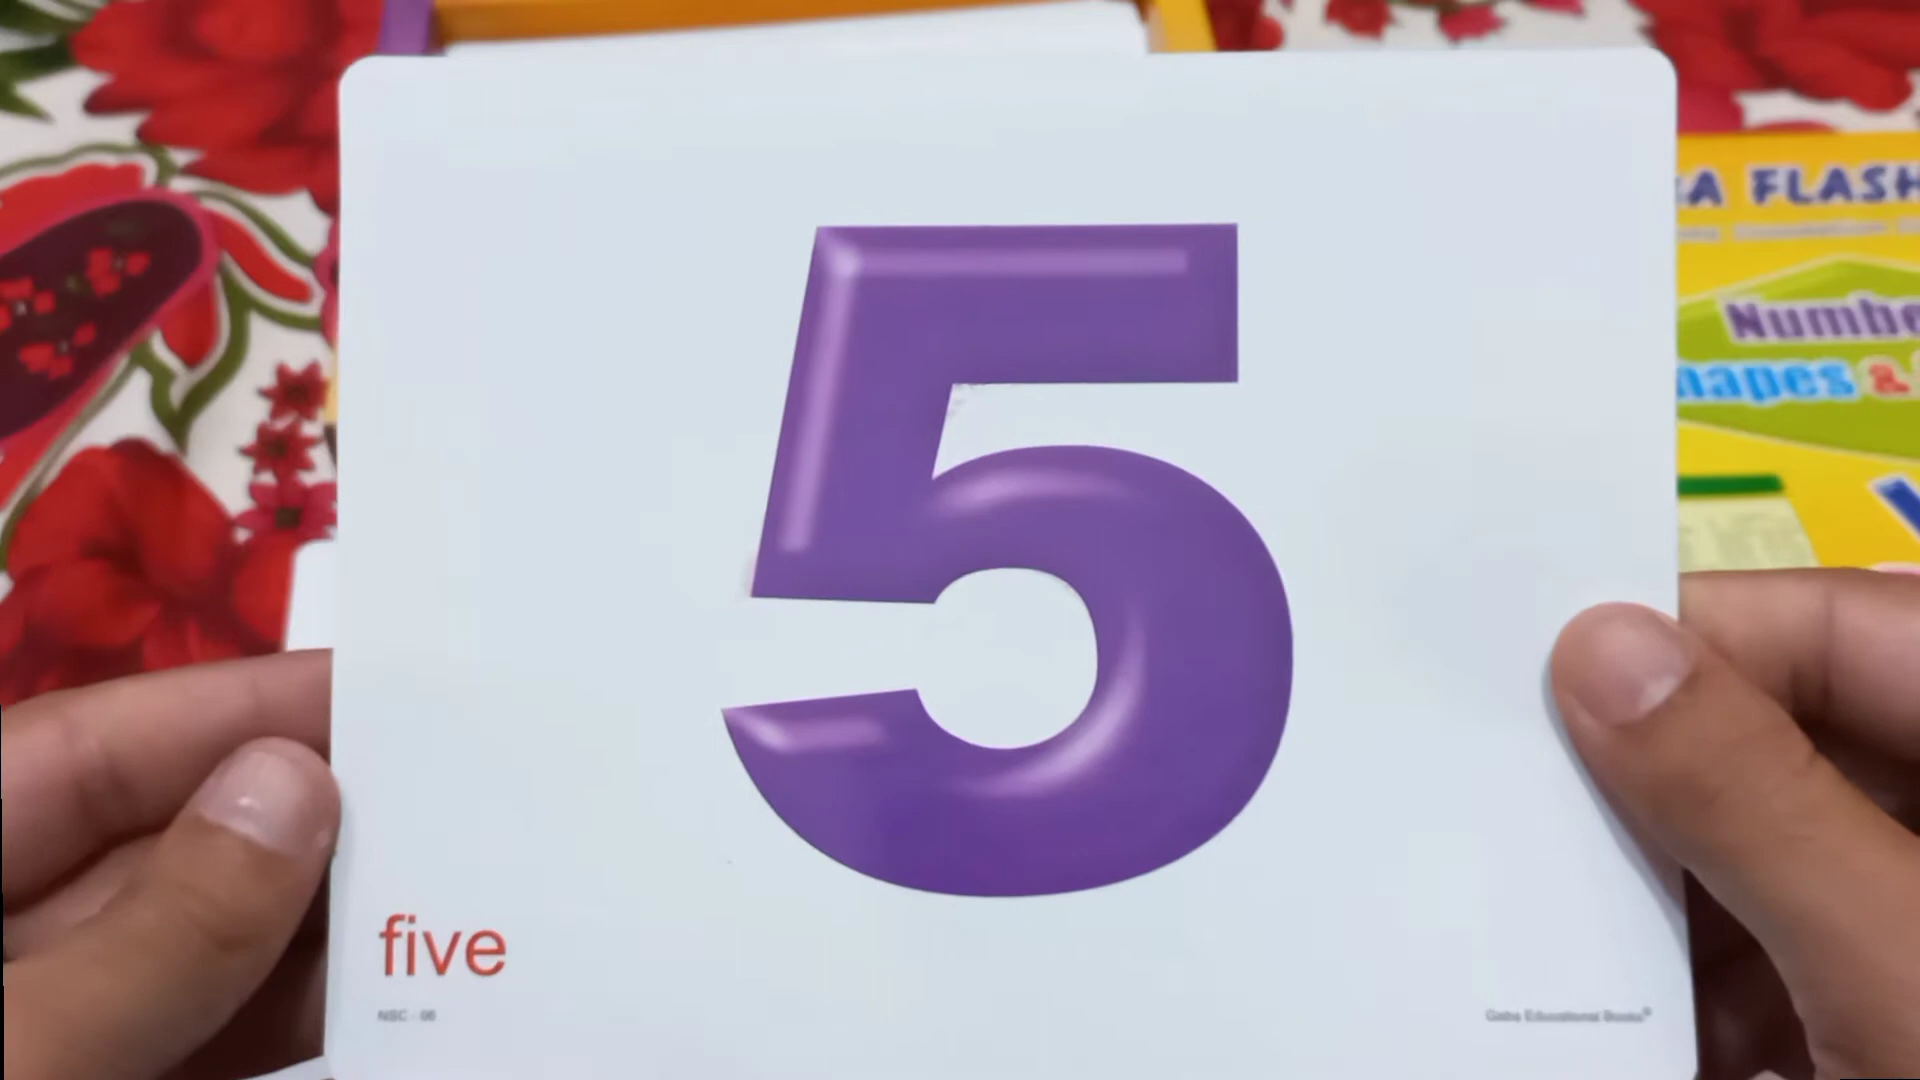 A FLASH
Numbe
hapes &
5
five
NSC - 06
Gaba Educational Books®